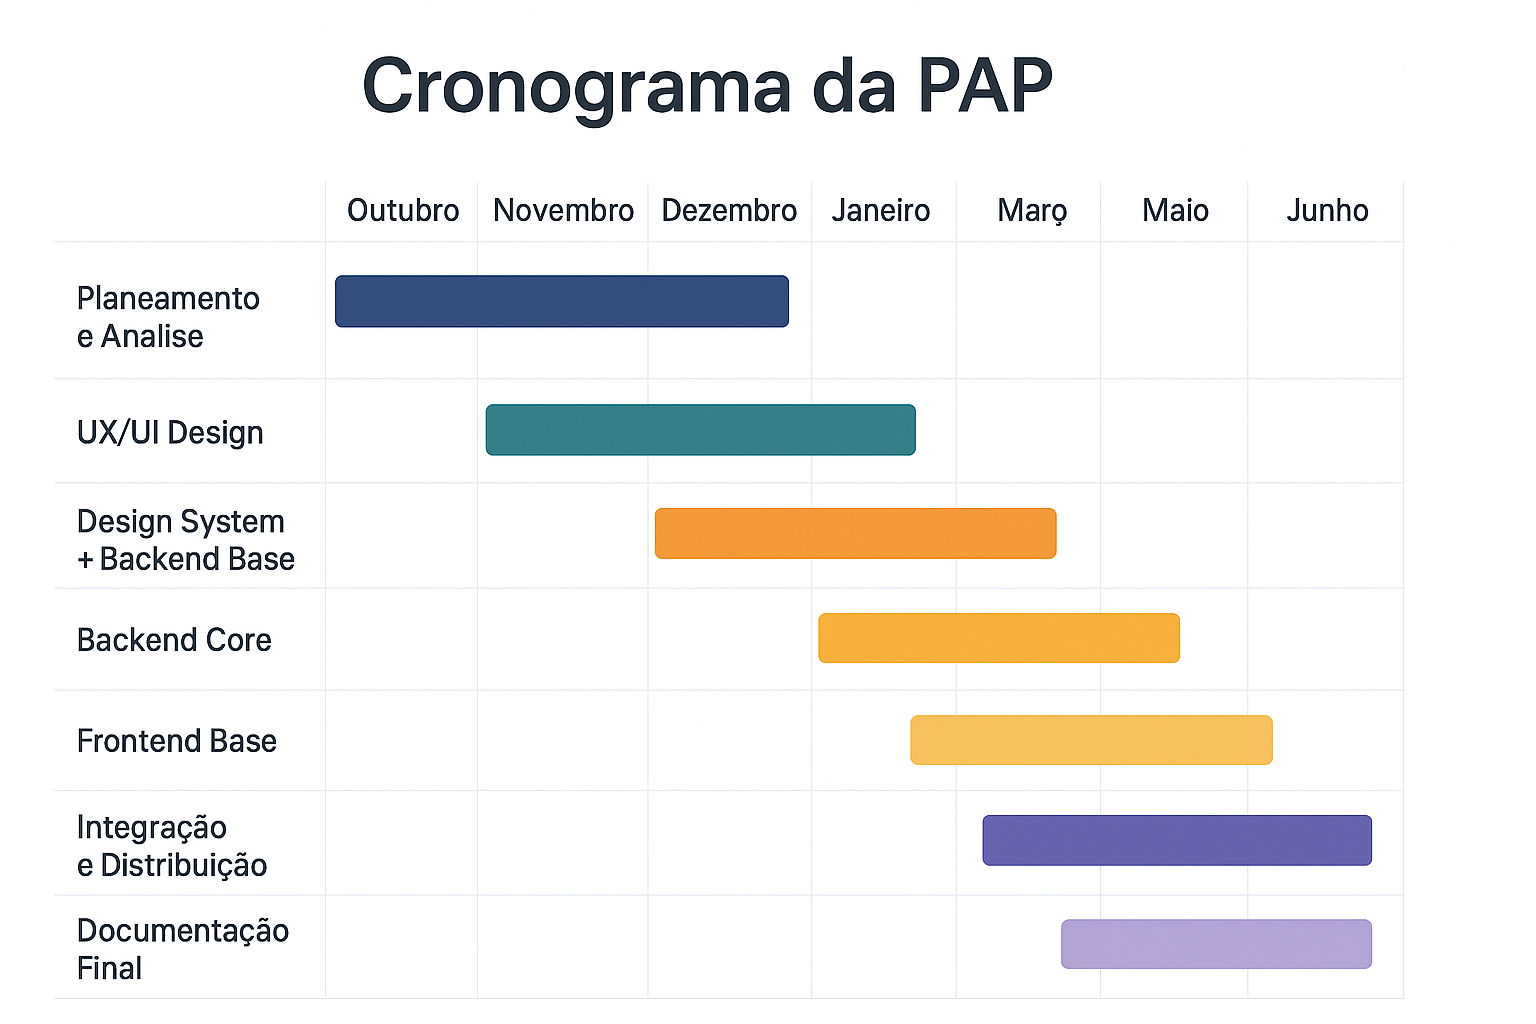 Cronograma da PAP
Outubro Novembro Dezembro Janeiro Marƍ Maio Junho
Planeamento
e Analise
UX/UI Design
Design System
+ Backend Base
Backend Core
Frontend Base
Integração
e Distribuição
Documentação
Final